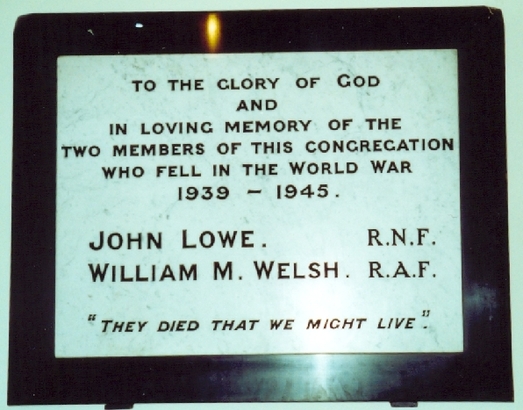 TO THE GLORY OF GOD
AND
IN LOVING MEMORY OF THE
TWO MEMBERS OF THIS CONGREGATION
WHO FELL IN THE WORLD WAR
1939 – 1945.
JOHN LOWE. R.N.F.
WILLIAM M. WELSH. R.A.F.
"THEY DIED THAT WE MIGHT LIVE".